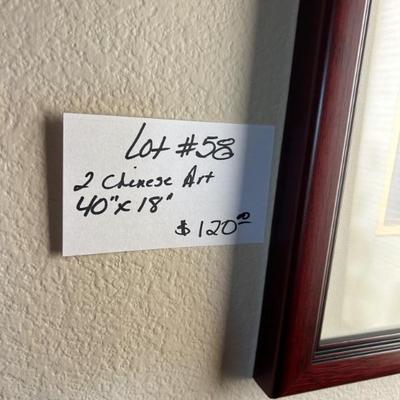 Lot #58
2 Chinese Art
40"x 18"
$120.00